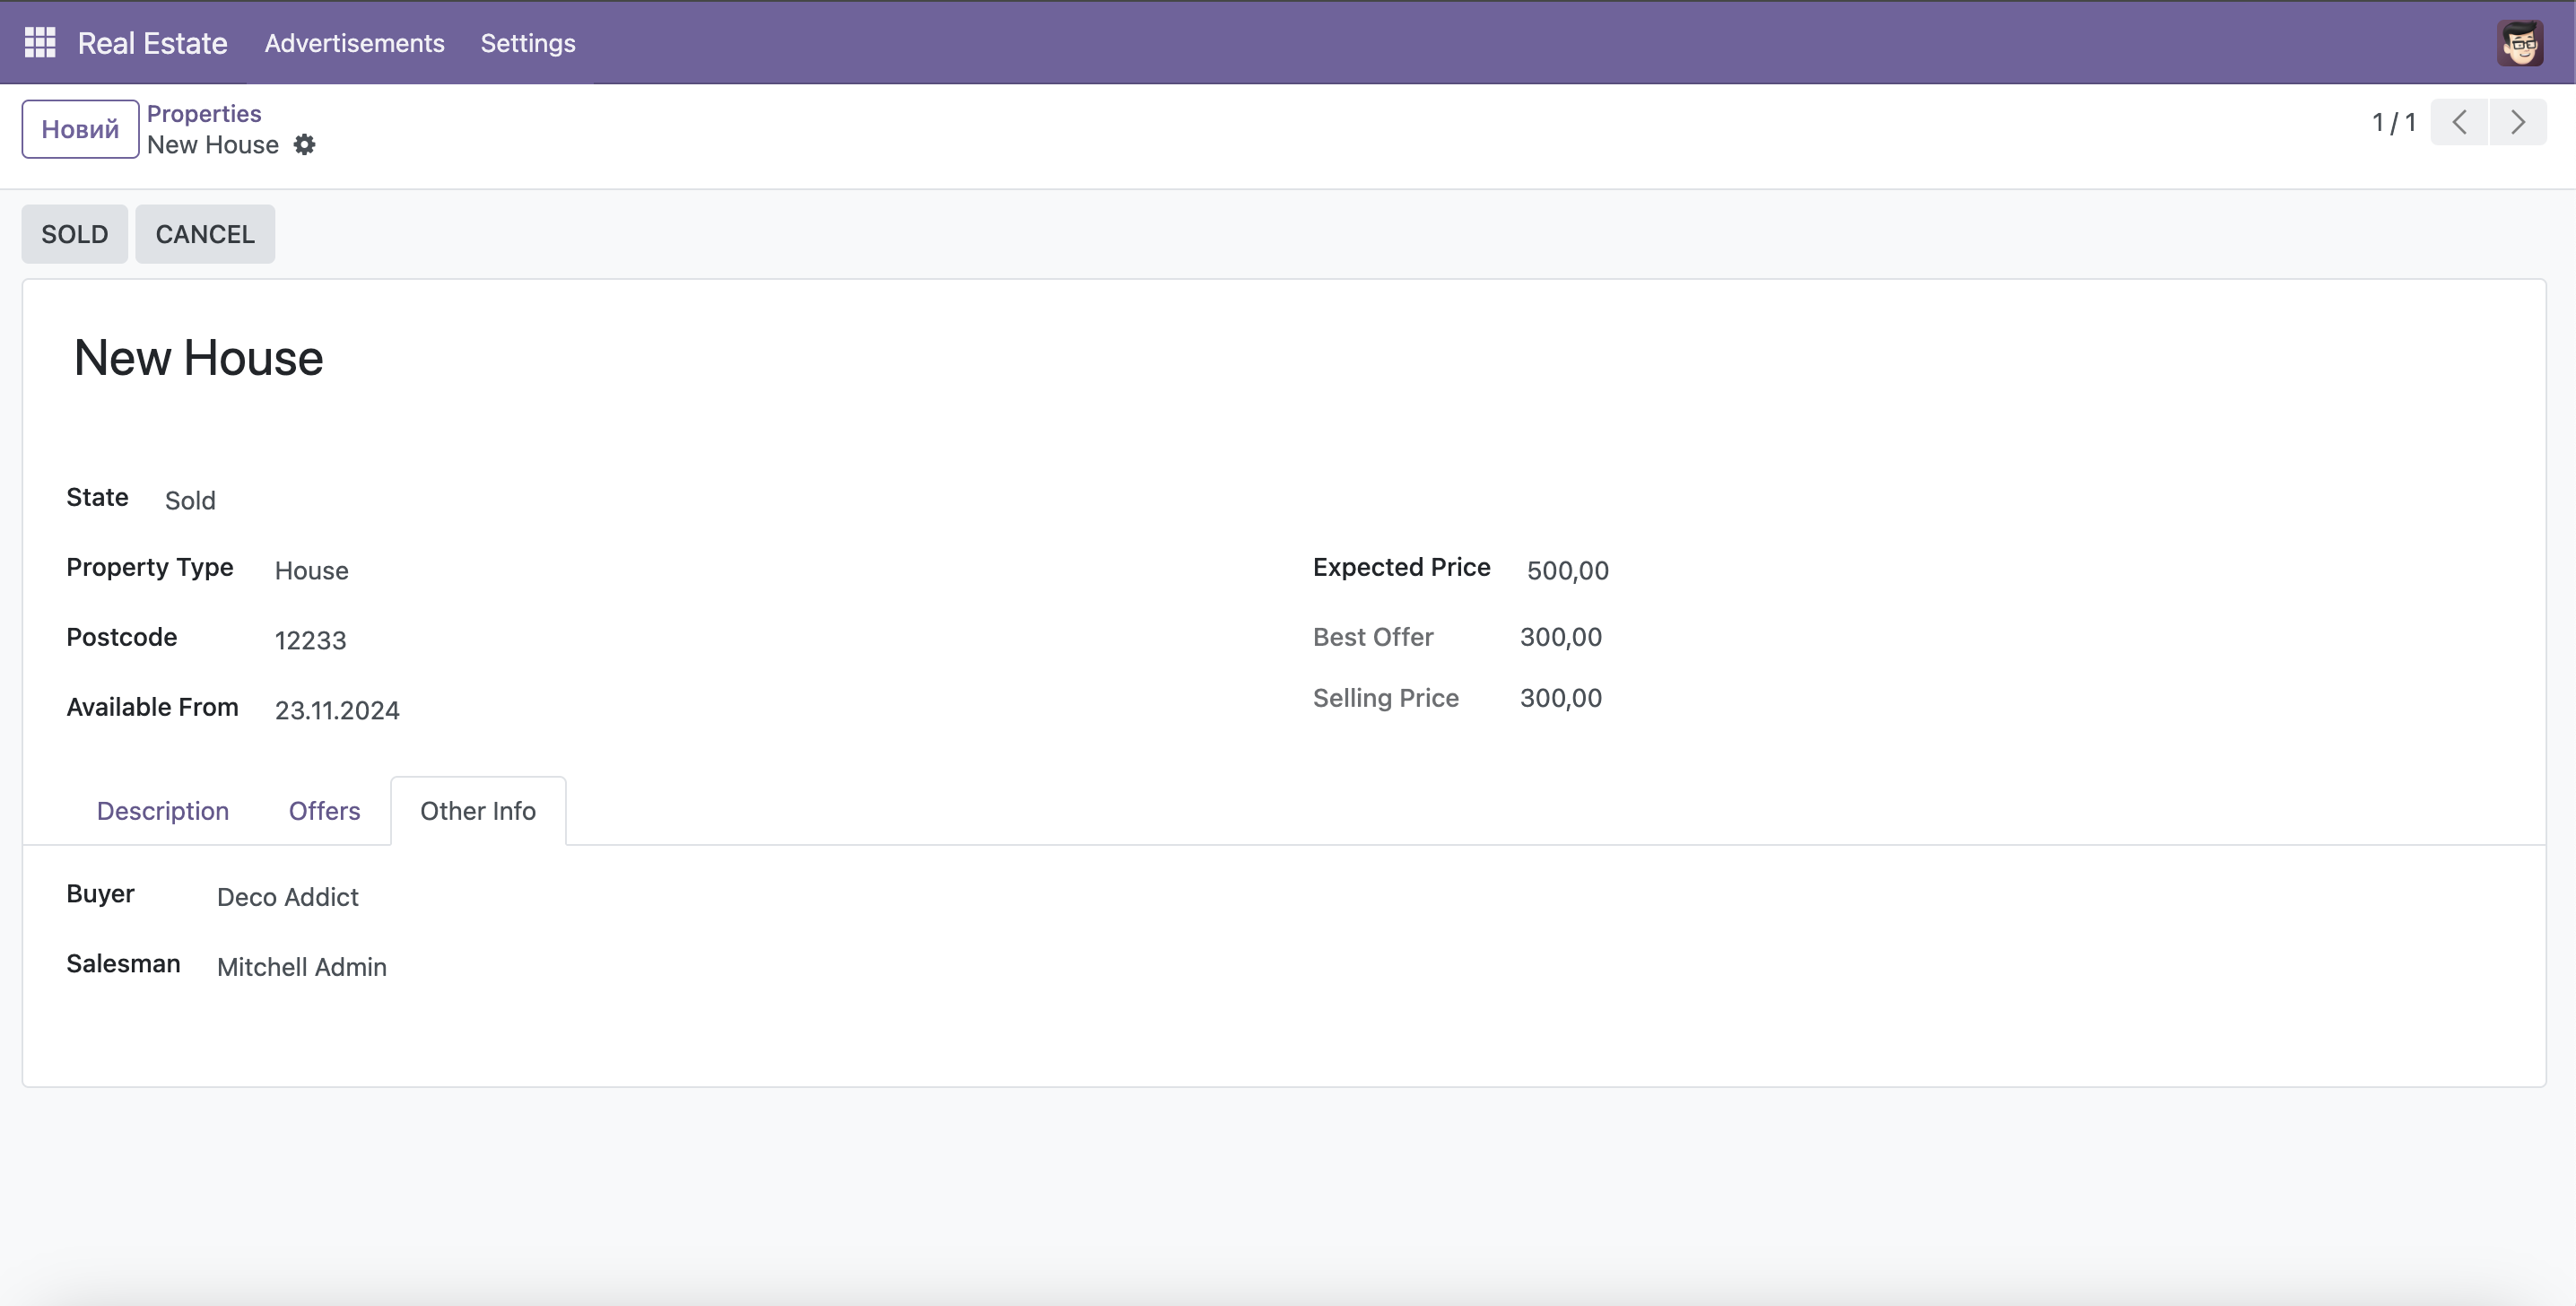 Real Estate Advertisements Settings
Новий
Properties
New House
1 / 1
SOLD CANCEL
New House
State Sold
Property Type House
Postcode 12233
Available From 23.11.2024
Expected Price 500,00
Best Offer 300,00
Selling Price 300,00
Description Offers Other Info
Buyer Deco Addict
Salesman Mitchell Admin